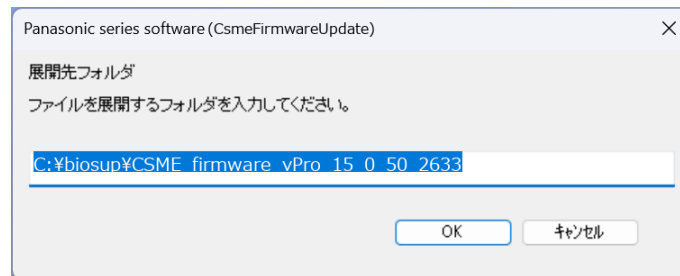 Panasonic series software (CsmeFirmwareUpdate)
展開先フォルダ
ファイルを展開するフォルダを入力してください。
C:¥biosup¥CSME_firmware_vPro_15_0_50_2633
OK
キャンセル